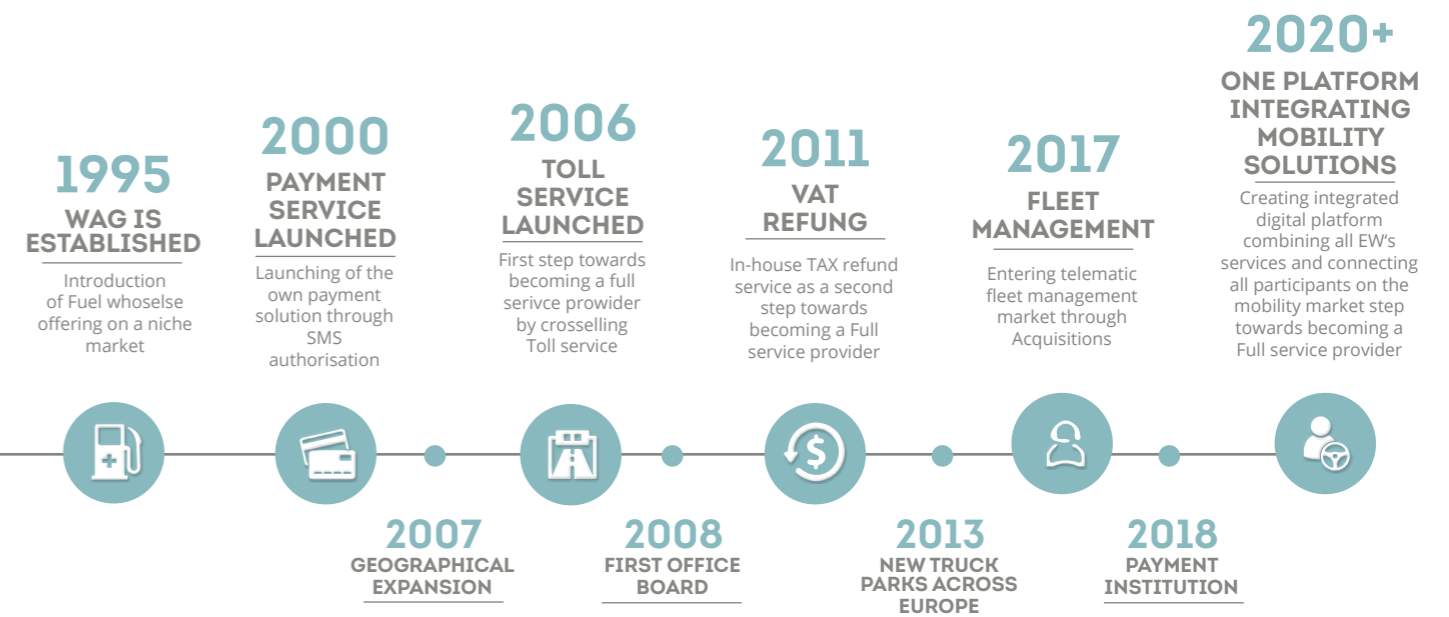 1995
WAG IS
ESTABLISHED
Introduction
of Fuel whoselse
offering on a niche
market
2000
PAYMENT
SERVICE
LAUNCHED
Launching of the
own payment
solution through
SMS
authorisation
2006
TOLL
SERVICE
LAUNCHED
First step towards
becoming a full
serivce prowider
by crosselling
Toll service
2011
VAT
REFUNG
In-house TAX refund
service as a second
step towards
becoming a Full
service provider
2017
FLEET
MANAGEMENT
Entering telematic
fleet management
market through
Acquisitions
2020+
ONE PLATFORM
INTEGRATING
MOBILITY
SOLUTIONS
Creating integrated
digital platform
combining all EW's
services and connecting
all participants on the
mobility market step
towards becoming a
Full service provider
2007
GEOGRAPHICAL
EXPANSION
2008
FIRST OFFICE
BOARD
2013
NEW TRUCK
PARKS ACROSS
EUROPE
2018
PAYMENT
INSTITUTION